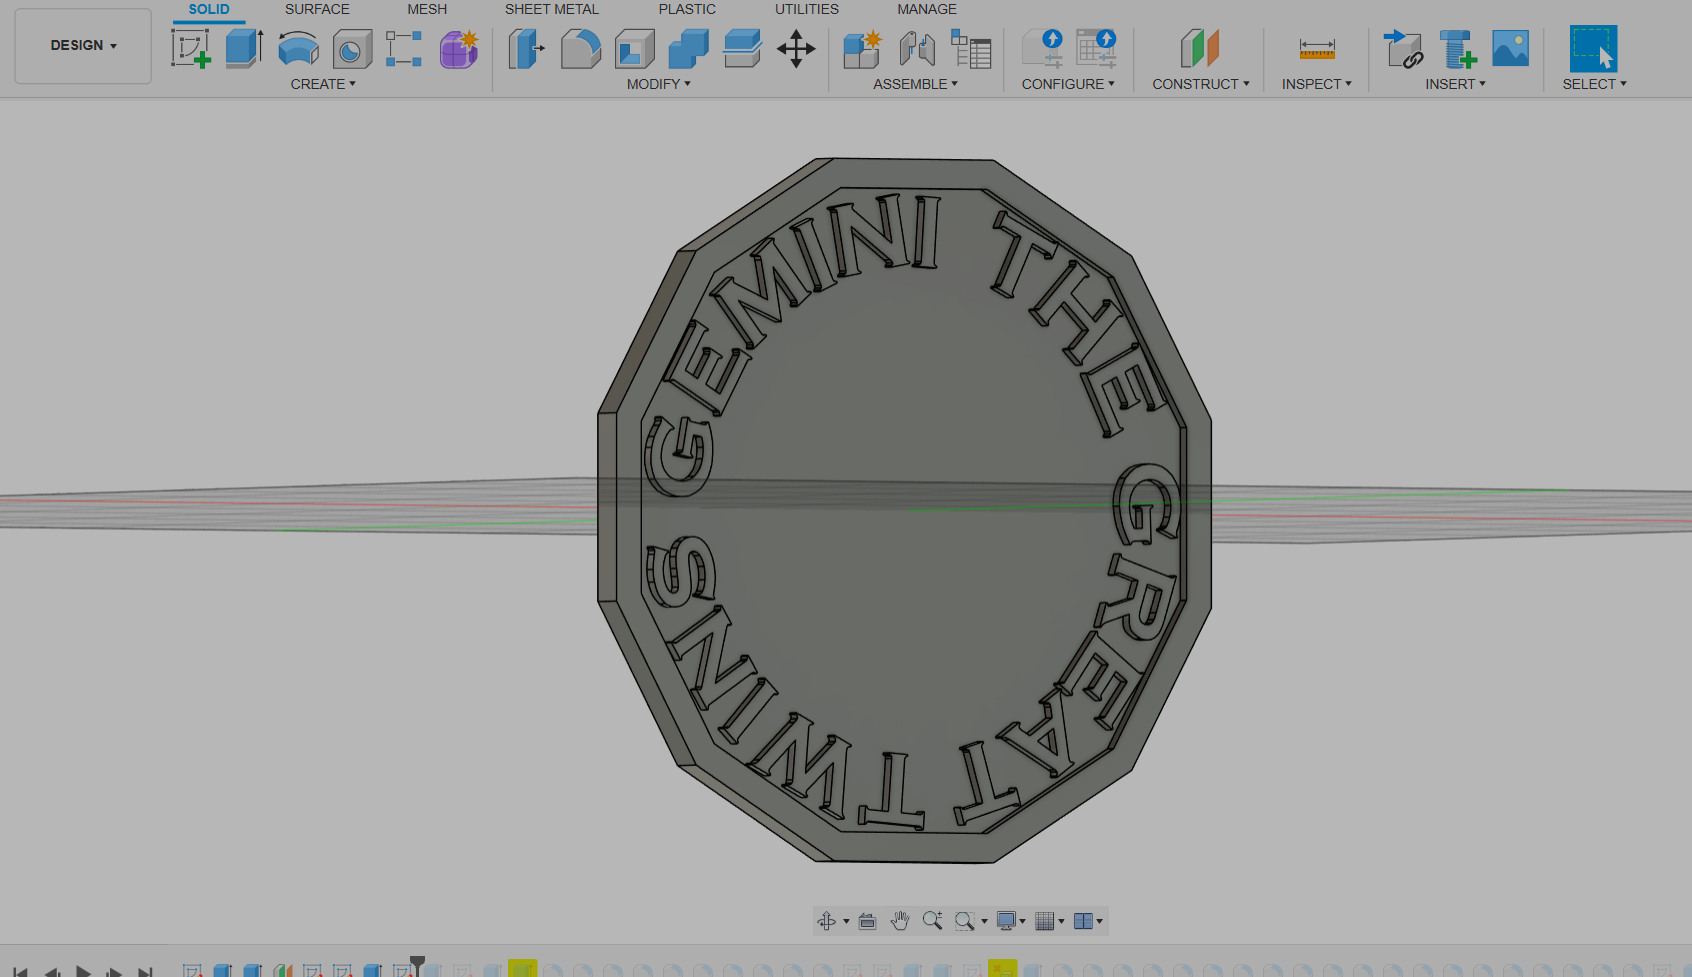 SOLID SURFACE MESH SHEET METAL PLASTIC UTILITIES MANAGE
DESIGN
CREATE MODIFY ASSEMBLE CONFIGURE CONSTRUCT INSPECT INSERT SELECT
GEMINI THE GREAT TWINS